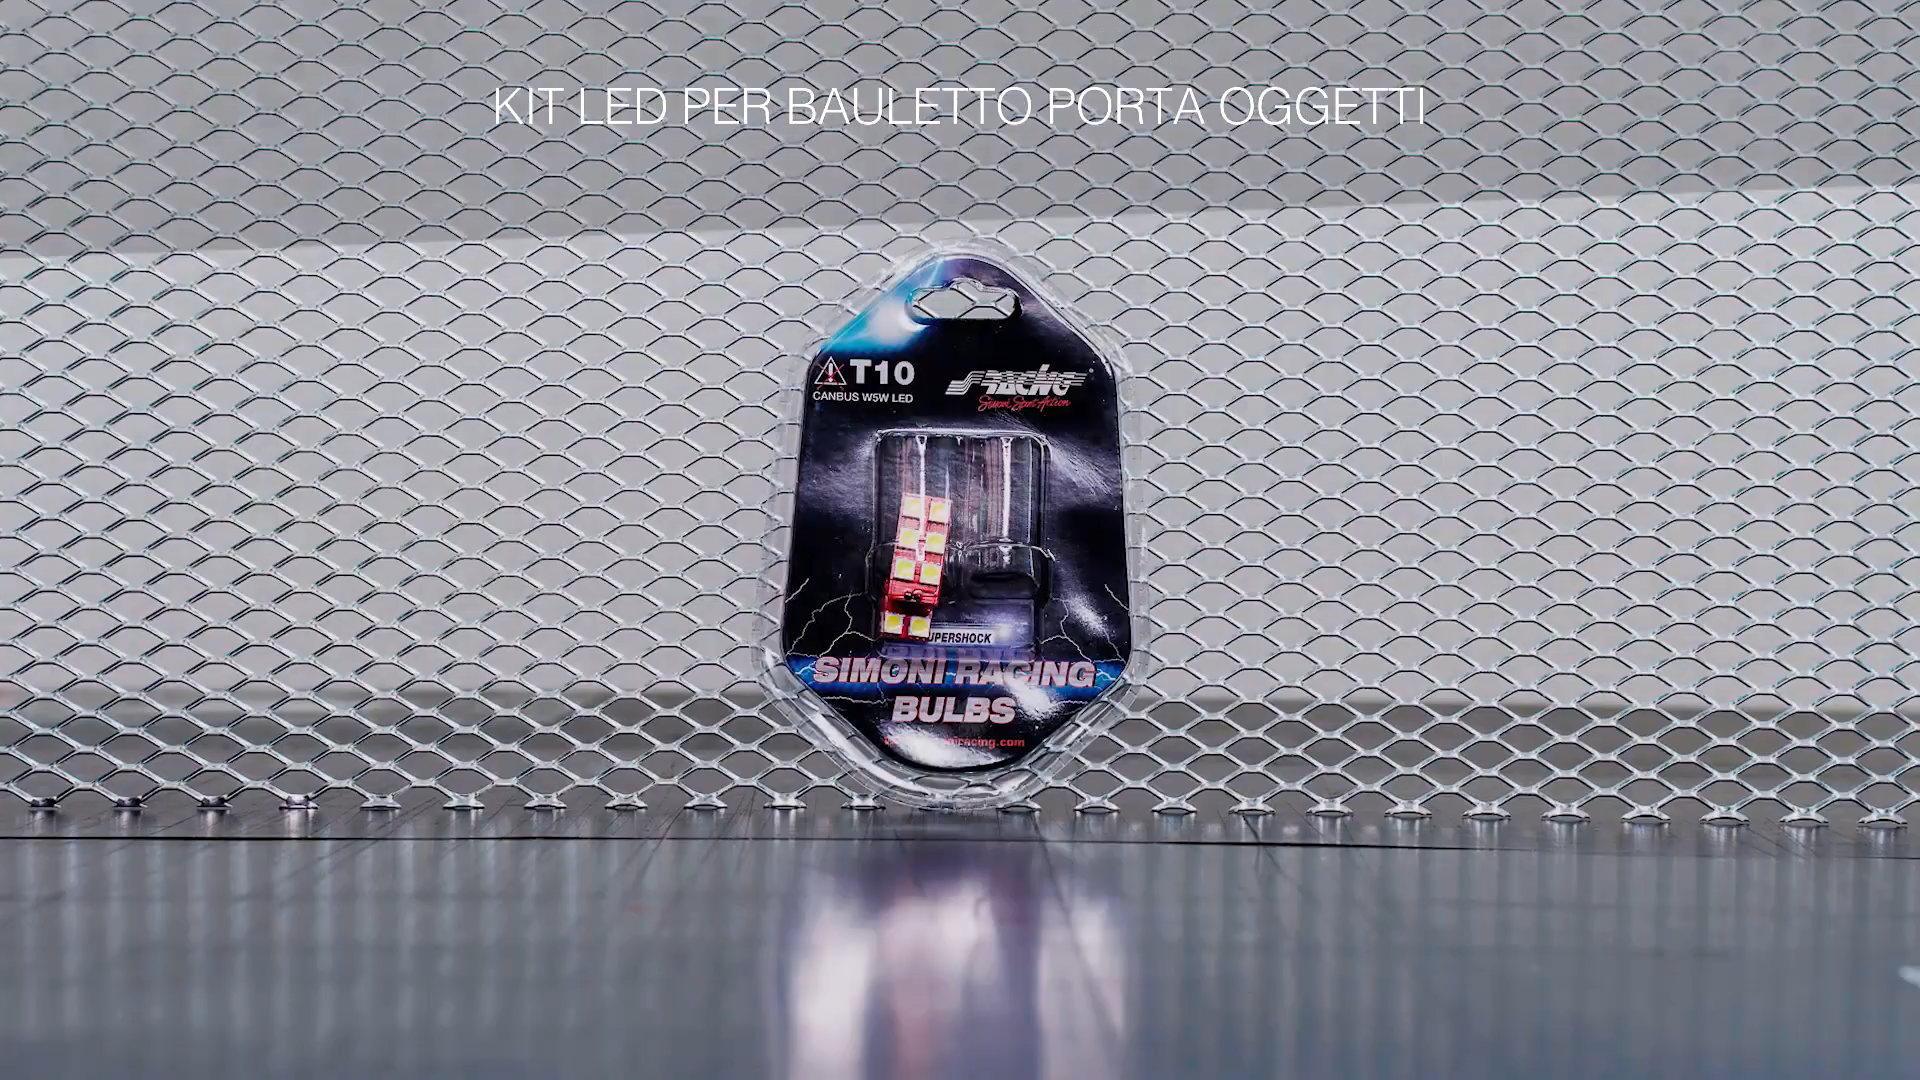 KIT LED PER BAULETTO PORTA OGGETTI
T10
CANBUS W5W LED
RACING
Simoni Sport Action
UPERSHOCK
SIMONI RACING
BULBS
racing.com